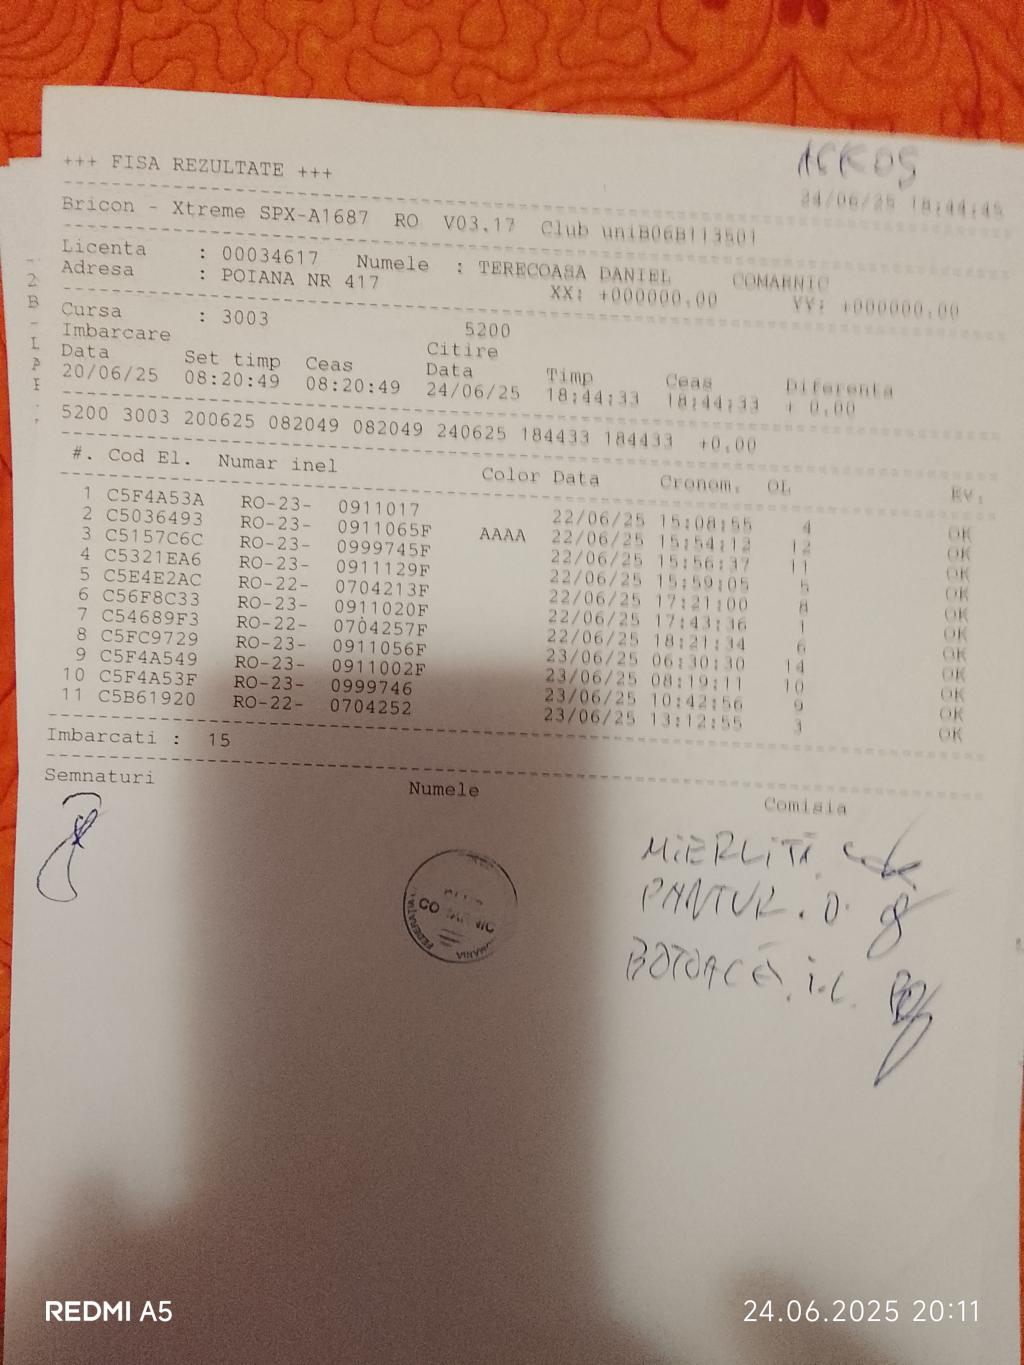 24/06/25 18:44:45
+++ FISA REZULTATE +++
Bricon - Xtreme SPX-A1687 RO V03.17 Club uniB06B113501
Licenta : 00034617 Numele : TERECOASA DANIEL COMARNIC
Adresa : POIANA NR 417 XX: +000000.00 YY: +000000.00
Cursa : 3003 5200
Imbarcare Citire
Data Set timp Ceas Data Timp Ceas Diferenta
20/06/25 08:20:49 08:20:49 24/06/25 18:44:33 18:44:33 + 0.00
5200 3003 200625 082049 082049 240625 184433 184433 +0.00
#. Cod El. Numar inel Color Data Cronom. OL Ev.
1 C5F4A53A RO-23- 0911017 22/06/25 15:08:55 4 OK
2 C5036493 RO-23- 0911065F AAAA 22/06/25 15:54:12 12 OK
3 C5157C6C RO-23- 0999745F 22/06/25 15:56:37 11 OK
4 C5321EA6 RO-23- 0911129F 22/06/25 15:59:05 5 OK
5 C5E4E2AC RO-22- 0704213F 22/06/25 17:21:00 8 OK
6 C56F8C33 RO-23- 0911020F 22/06/25 17:43:36 1 OK
7 C54689F3 RO-22- 0704257F 22/06/25 18:21:34 6 OK
8 C5FC9729 RO-23- 0911056F 23/06/25 06:30:30 14 OK
9 C5F4A549 RO-23- 0911002F 23/06/25 08:19:11 10 OK
10 C5F4A53F RO-23- 0999746 23/06/25 10:42:56 9 OK
11 C5B61920 RO-22- 0704252 23/06/25 13:12:55 3 OK
Imbarcati : 15
Semnaturi Numele Comisia
MIERLITĂ
PANTUR. D.
BOTOACĂ. I.C.
REDMI A5
24.06.2025 20:11